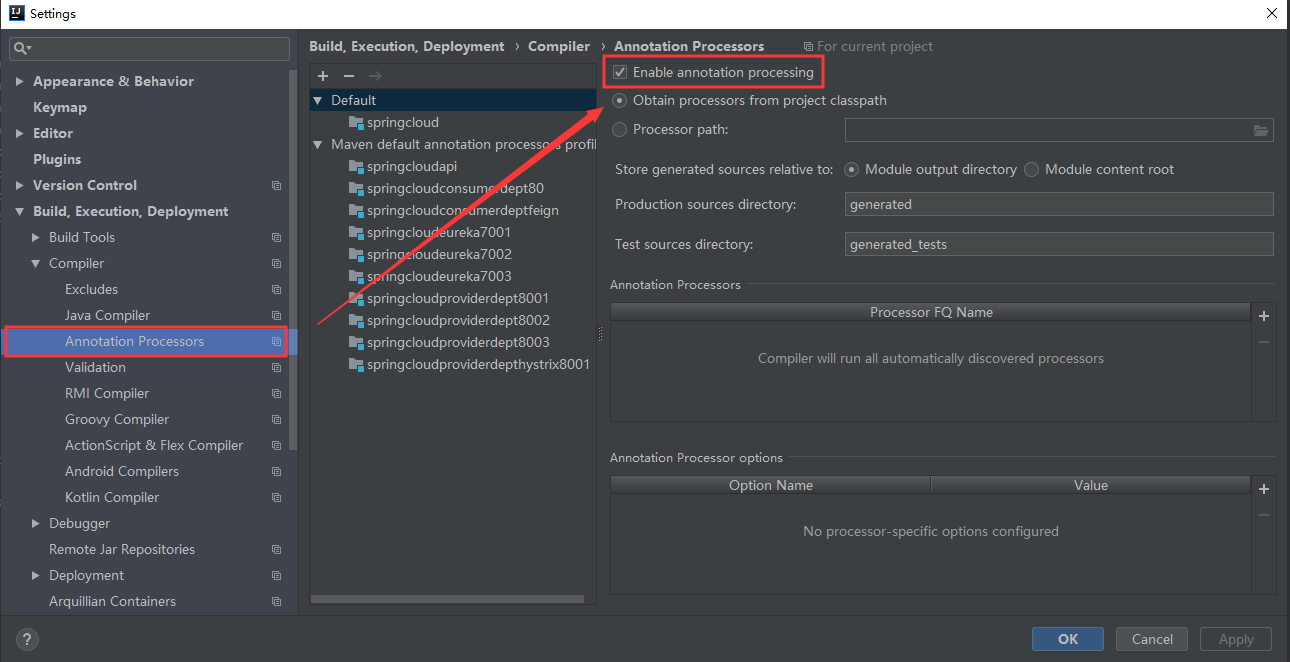 Settings
Appearance & Behavior
Keymap
Editor
Plugins
Version Control
Build, Execution, Deployment
Build Tools
Compiler
Excludes
Java Compiler
Annotation Processors
Validation
RMI Compiler
Groovy Compiler
ActionScript & Flex Compiler
Android Compilers
Kotlin Compiler
Debugger
Remote Jar Repositories
Deployment
Arquillian Containers
Build, Execution, Deployment › Compiler › Annotation Processors For current project
Default
springcloud
Maven default annotation processors profil
springcloudapi
springcloudconsumerdept80
springcloudconsumerdeptfeign
springcloudeureka7001
springcloudeureka7002
springcloudeureka7003
springcloudproviderdept8001
springcloudproviderdept8002
springcloudproviderdept8003
springcloudproviderdepthystrix8001
Enable annotation processing
Obtain processors from project classpath
Processor path:
Store generated sources relative to: Module output directory Module content root
Production sources directory: generated
Test sources directory: generated_tests
Annotation Processors
Processor FQ Name
Compiler will run all automatically discovered processors
Annotation Processor options
Option Name Value
No processor-specific options configured
? OK Cancel Apply